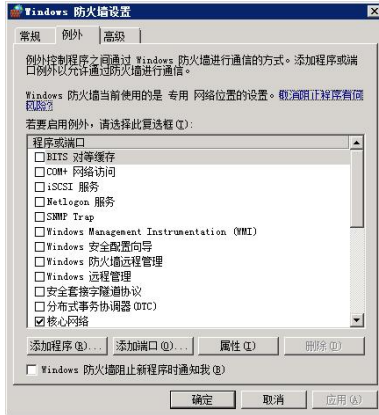 Windows 防火墙设置
常规
例外
高级
例外控制程序之间通过 Windows 防火墙进行通信的方式。添加程序或端
口例外以允许通过防火墙进行通信。
Windows 防火墙当前使用的是 专用 网络位置的设置。取消阻止程序有何
风险?
若要启用例外，请选择此复选框(T):
程序或端口
BITS 对等缓存
COM+ 网络访问
iSCSI 服务
Netlogon 服务
SNMP Trap
Windows Management Instrumentation (WMI)
Windows 安全配置向导
Windows 防火墙远程管理
Windows 远程管理
安全套接字隧道协议
分布式事务协调器(DTC)
核心网络
添加程序(R)...
添加端口(O)...
属性(I)
删除(D)
Windows 防火墙阻止新程序时通知我(B)
确定
取消
应用(A)